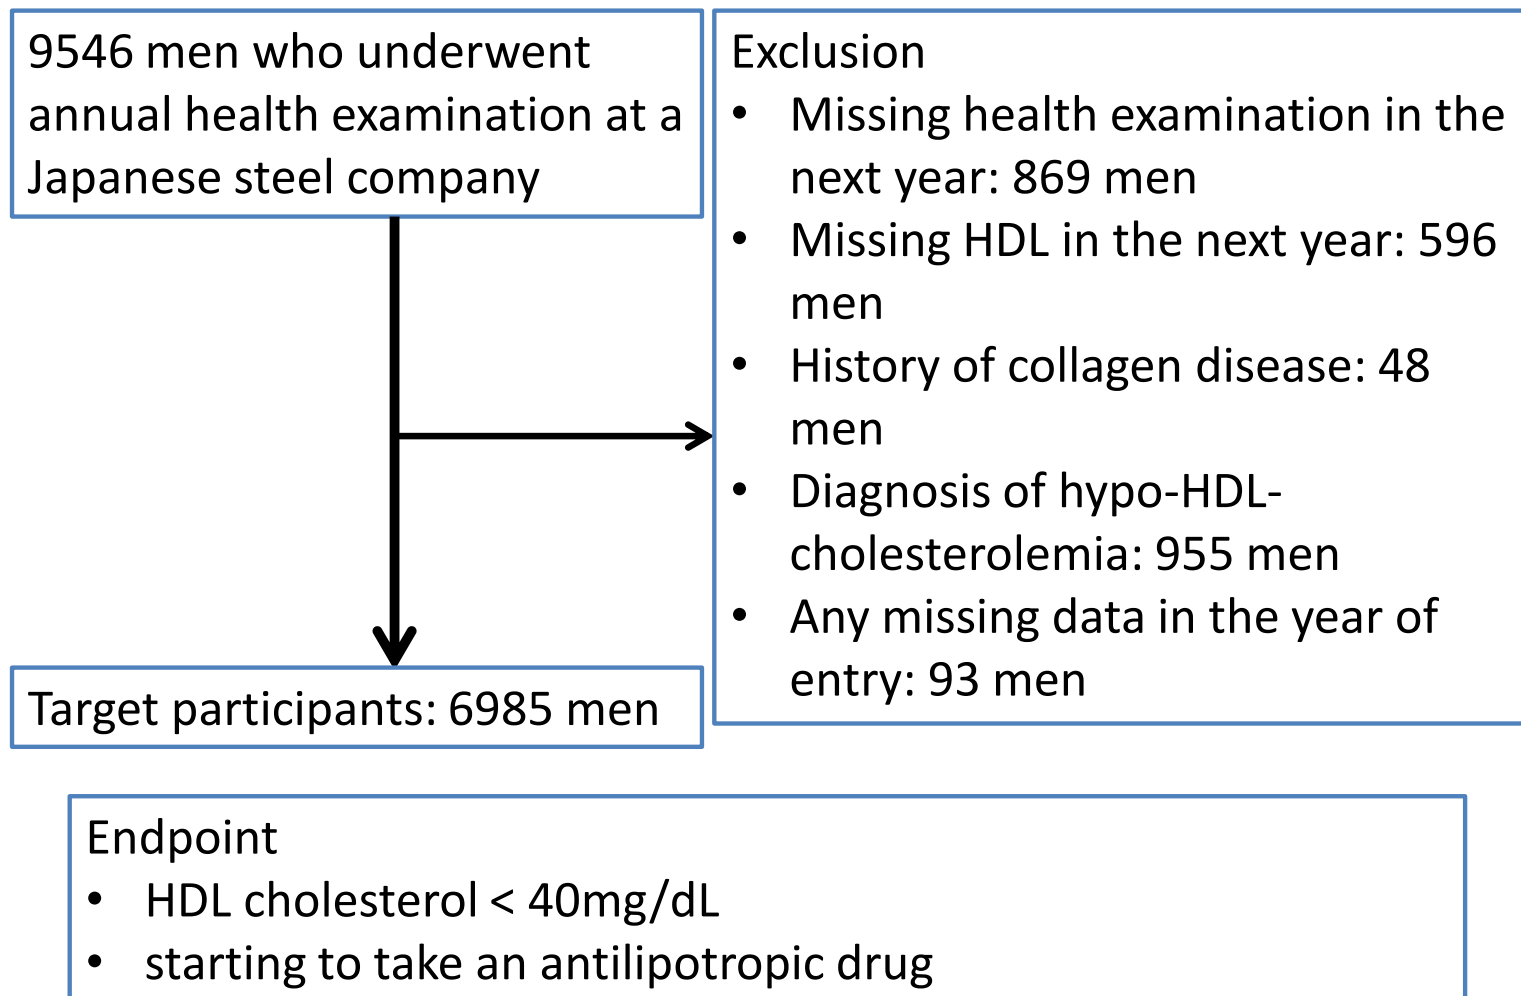 9546 men who underwent
annual health examination at a
Japanese steel company
Exclusion
• Missing health examination in the
next year: 869 men
• Missing HDL in the next year: 596
men
• History of collagen disease: 48
men
• Diagnosis of hypo-HDL-
cholesterolemia: 955 men
• Any missing data in the year of
entry: 93 men
Target participants: 6985 men
Endpoint
• HDL cholesterol < 40mg/dL
• starting to take an antilipotropic drug